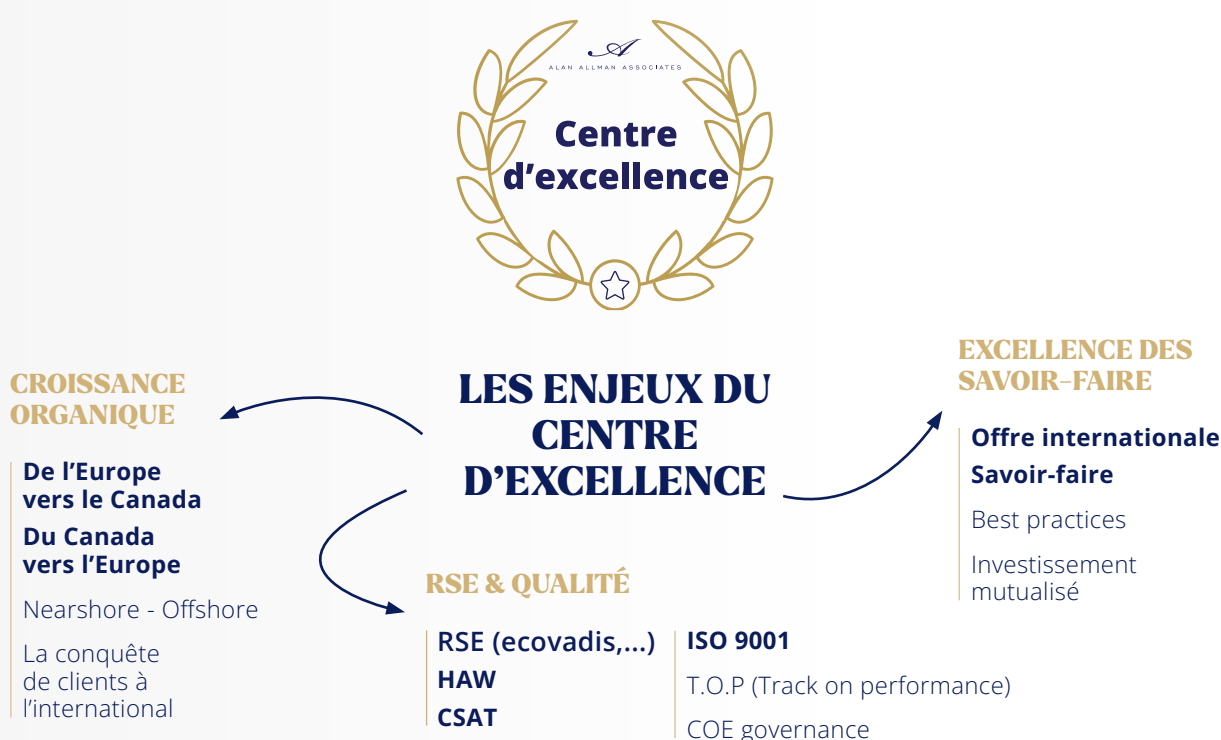 ALAN ALLMAN ASSOCIATES
Centre
d'excellence
LES ENJEUX DU
CENTRE
D'EXCELLENCE
CROISSANCE
ORGANIQUE
De l'Europe
vers le Canada
Du Canada
vers l'Europe
Nearshore - Offshore
La conquête
de clients à
l'international
RSE & QUALITÉ
RSE (ecovadis,...)
HAW
CSAT
ISO 9001
T.O.P (Track on performance)
COE governance
EXCELLENCE DES
SAVOIR-FAIRE
Offre internationale
Savoir-faire
Best practices
Investissement
mutualisé